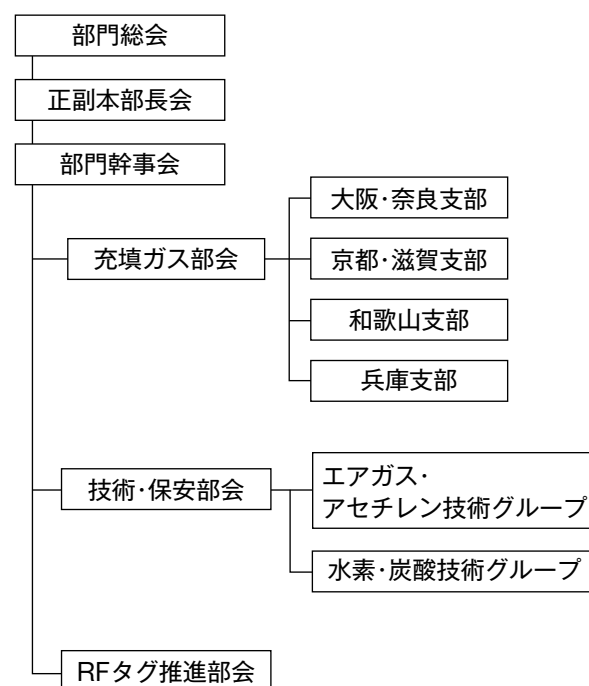 部門総会
正副本部長会
部門幹事会
充填ガス部会
大阪･奈良支部
京都･滋賀支部
和歌山支部
兵庫支部
技術･保安部会
エアガス･
アセチレン技術グループ
水素･炭酸技術グループ
RFタグ推進部会